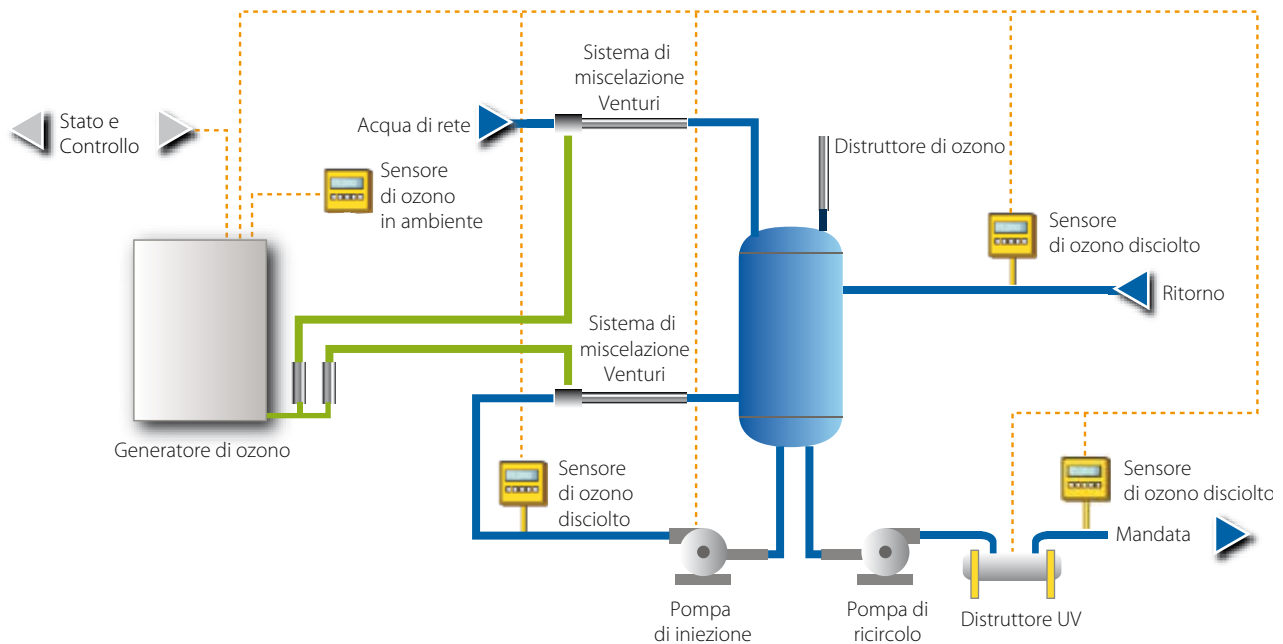 Sistema di
miscelazione
Venturi
Stato e
Controllo
Acqua di rete
Distruttore di ozono
Sensore
di ozono
in ambiente
Sensore
di ozono disciolto
Ritorno
Sistema di
miscelazione
Venturi
Generatore di ozono
Sensore
di ozono
disciolto
Sensore
di ozono disciolto
Mandata
Pompa
di iniezione
Pompa di
ricircolo
Distruttore UV